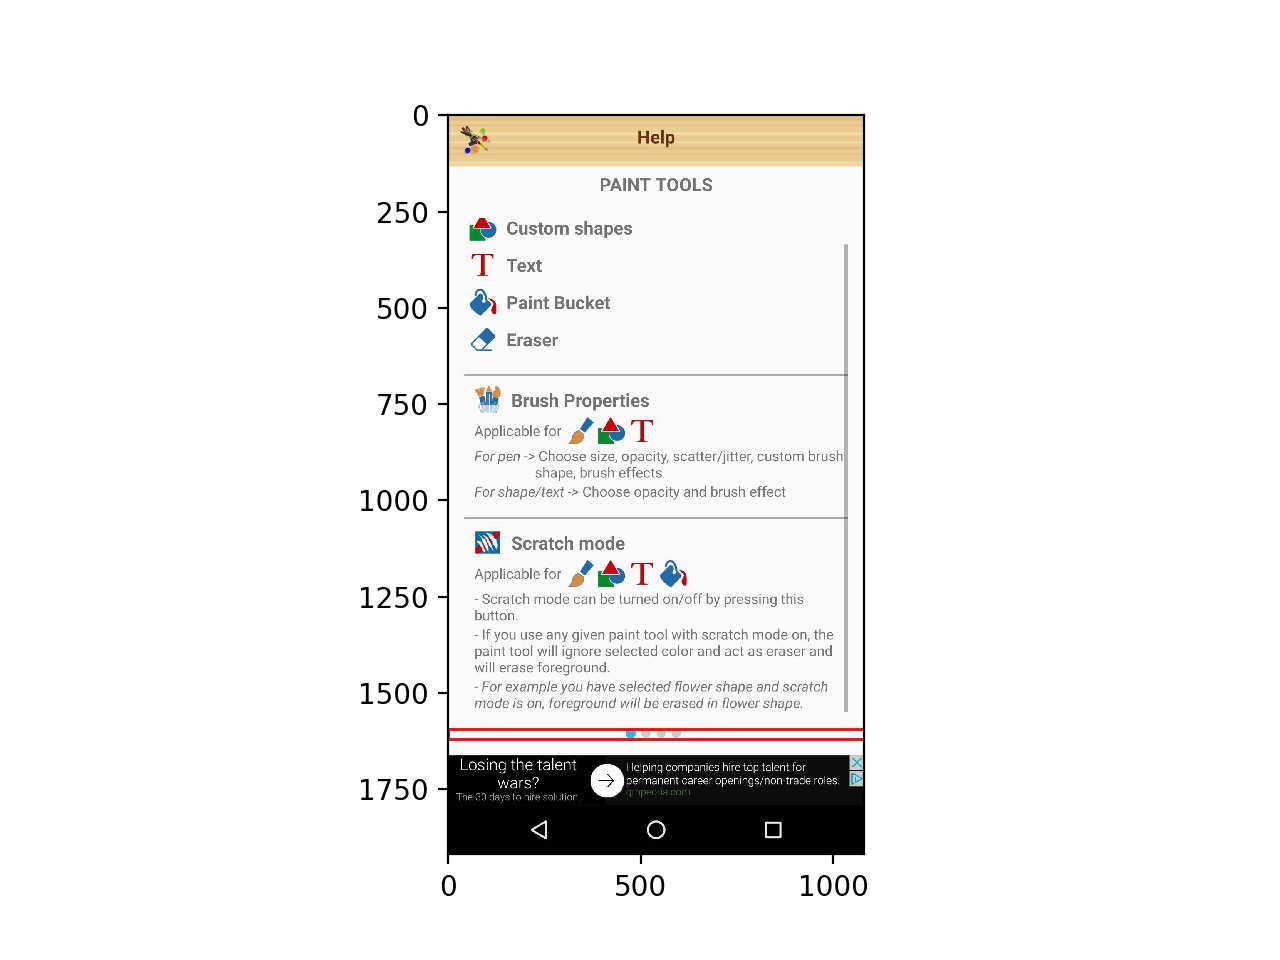 0
250
500
750
1000
1250
1500
1750
0
500
1000
Help
PAINT TOOLS
Custom shapes
T Text
Paint Bucket
Eraser
Brush Properties
Applicable for T
For pen -> Choose size, opacity, scatter/jitter, custom brush
shape, brush effects
For shape/text -> Choose opacity and brush effect
Scratch mode
Applicable for T
- Scratch mode can be turned on/off by pressing this
button.
- If you use any given paint tool with scratch mode on, the
paint tool will ignore selected color and act as eraser and
will erase foreground.
- For example you have selected flower shape and scratch
mode is on, foreground will be erased in flower shape.
Losing the talent
wars?
The 30 days to hire solution.
Helping companies hire top talent for
permanent career openings/non-trade roles.